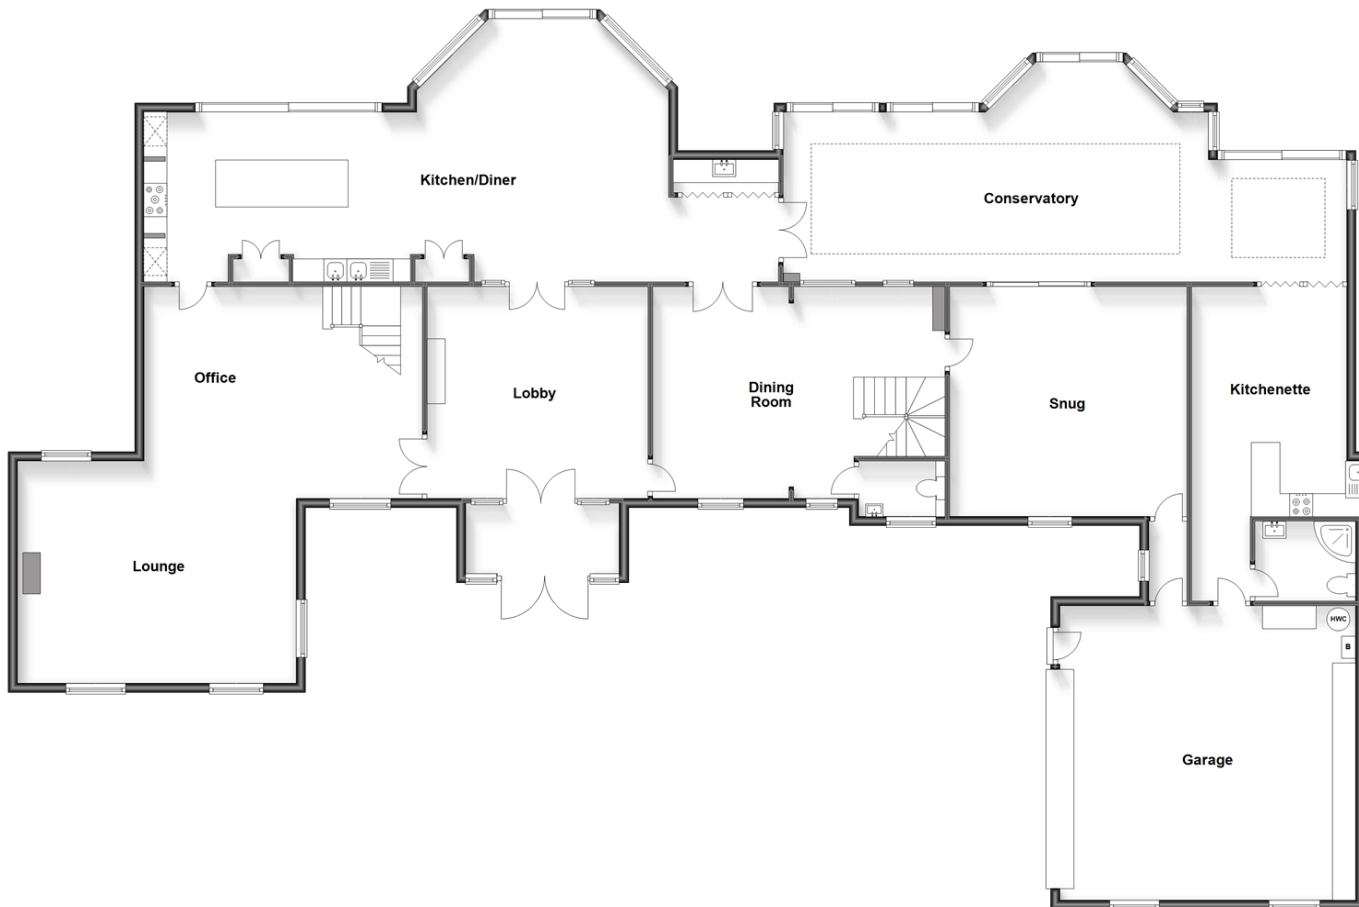 Kitchen/Diner
Conservatory
Office
Lobby
Dining
Room
Snug
Kitchenette
Lounge
HWC
B
Garage